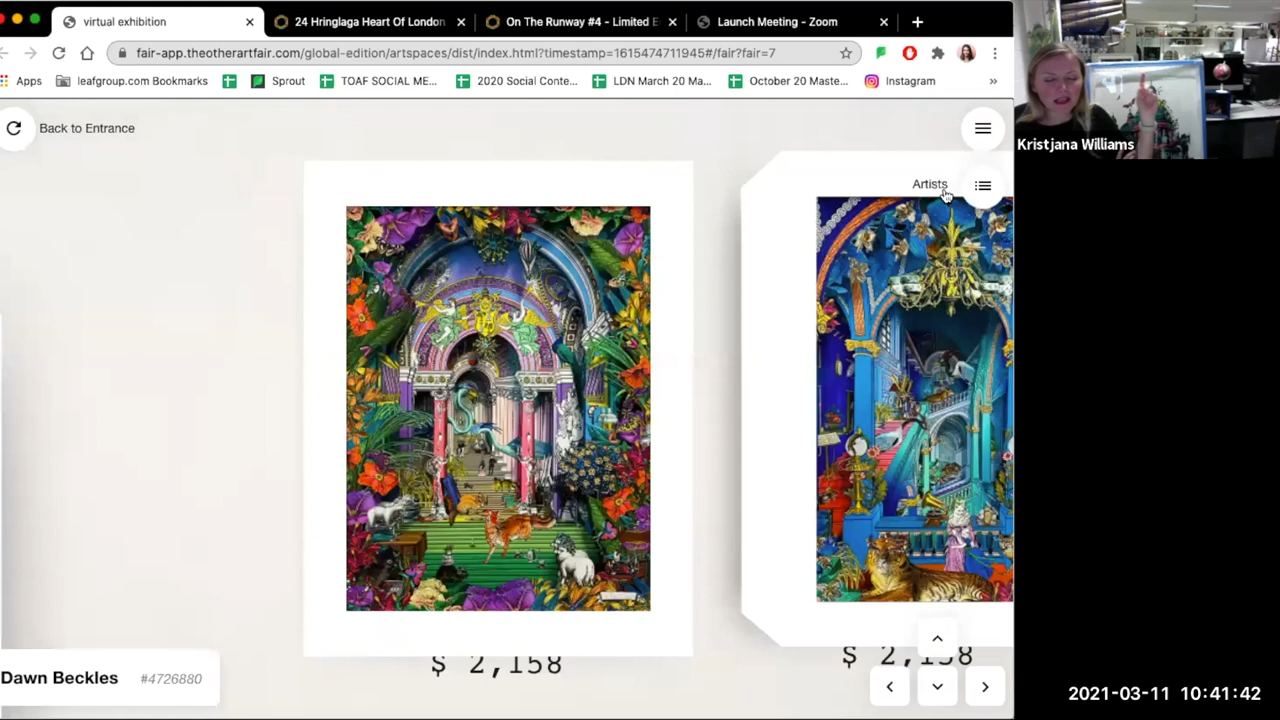 virtual exhibition
24 Hringlaga Heart Of London
On The Runway #4 - Limited E
Launch Meeting - Zoom
fair-app.theotherartfair.com/global-edition/artspaces/dist/index.html?timestamp=1615474711945#/fair?fair=7
Apps
leafgroup.com Bookmarks
Sprout
TOAF SOCIAL ME...
2020 Social Conte...
LDN March 20 Ma...
October 20 Maste...
Instagram
»
Back to Entrance
Artists
Kristjana Williams
$ 2,158
$ 2,158
Dawn Beckles #4726880
2021-03-11 10:41:42